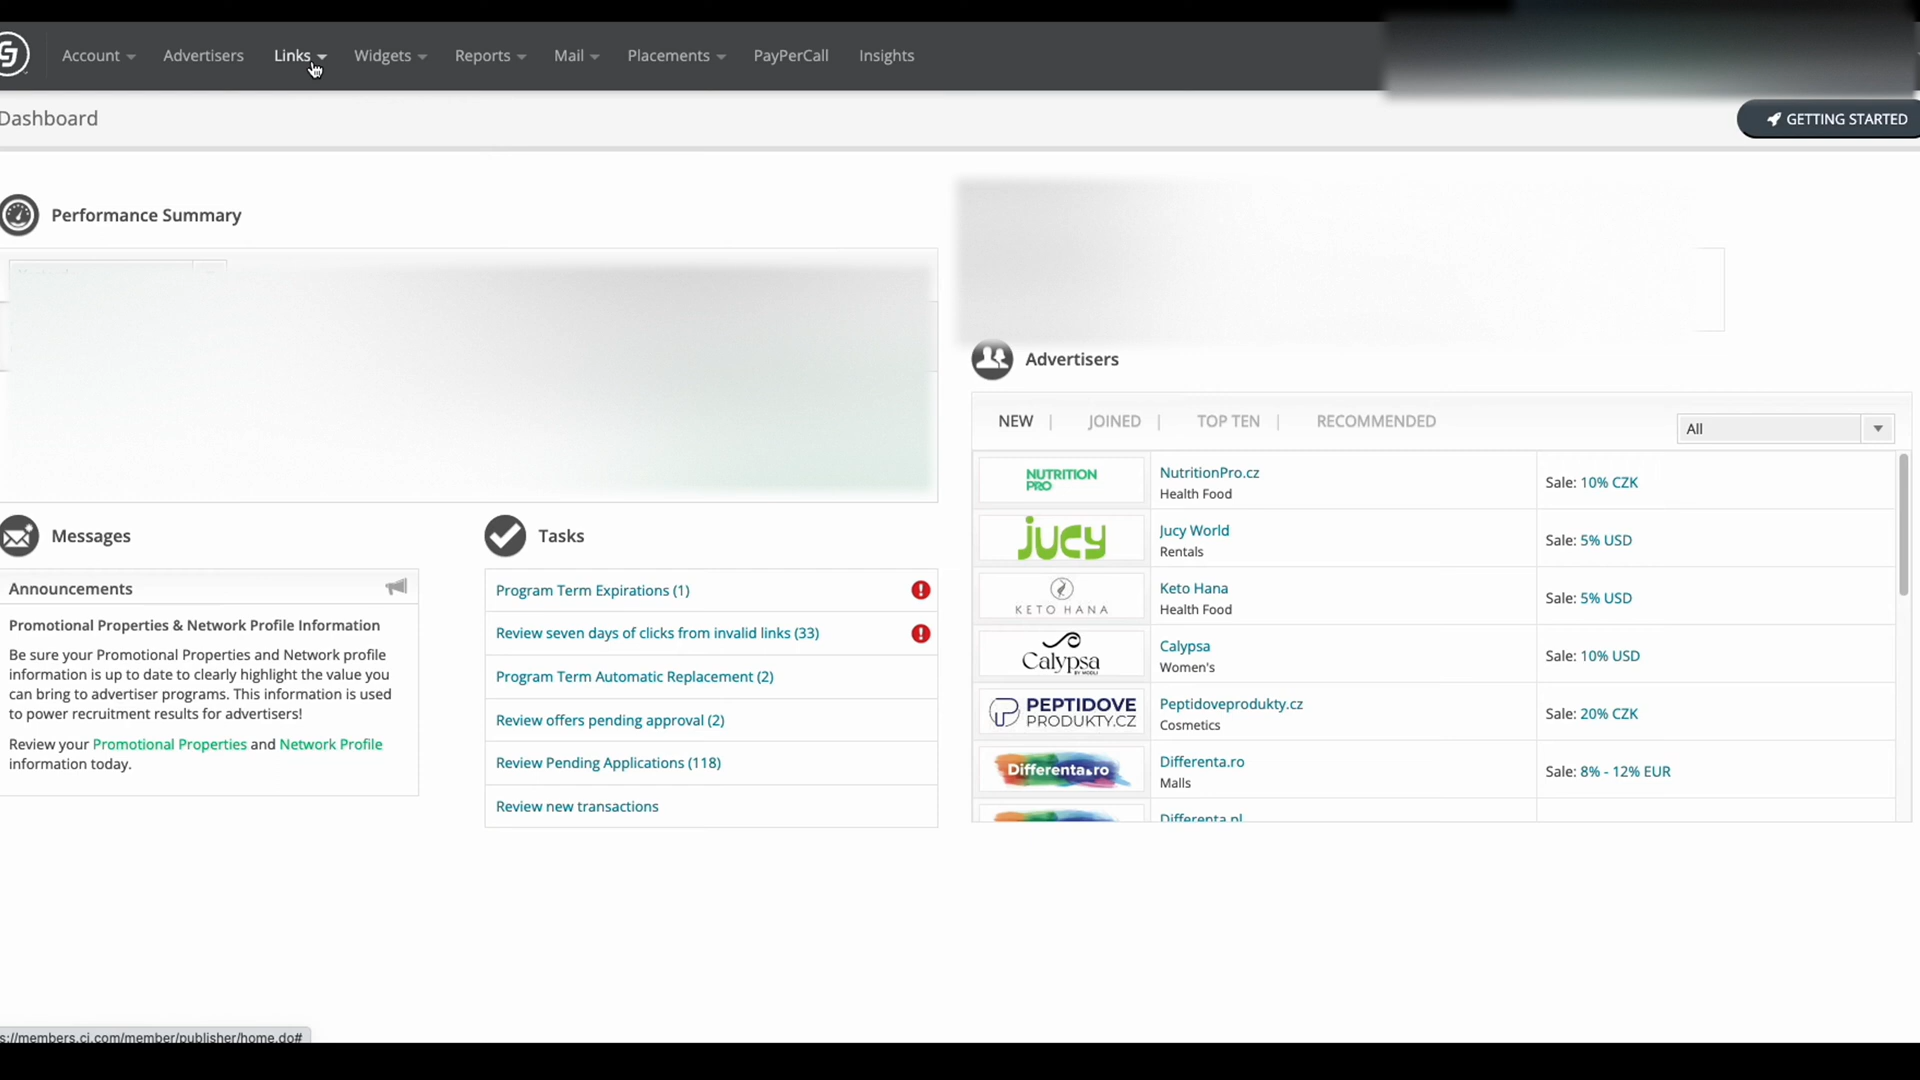 Account
Advertisers
Links
Widgets
Reports
Mail
Placements
PayPerCall
Insights
Dashboard
GETTING STARTED
Performance Summary
Advertisers
NEW | JOINED | TOP TEN | RECOMMENDED
All
NUTRITION
PRO
NutritionPro.cz
Health Food
Sale: 10% CZK
jucy
Jucy World
Rentals
Sale: 5% USD
KETO HANA
Keto Hana
Health Food
Sale: 5% USD
Calypsa
Calypsa
Women's
Sale: 10% USD
PEPTIDOVE
PRODUKTY.CZ
Peptidoveprodukty.cz
Cosmetics
Sale: 20% CZK
Differenta.ro
Differenta.ro
Malls
Sale: 8% - 12% EUR
Differenta.pl
Messages
Announcements
Promotional Properties & Network Profile Information
Be sure your Promotional Properties and Network profile
information is up to date to clearly highlight the value you
can bring to advertiser programs. This information is used
to power recruitment results for advertisers!
Review your Promotional Properties and Network Profile
information today.
Tasks
Program Term Expirations (1)
Review seven days of clicks from invalid links (33)
Program Term Automatic Replacement (2)
Review offers pending approval (2)
Review Pending Applications (118)
Review new transactions
s://members.cj.com/member/publisher/home.do#